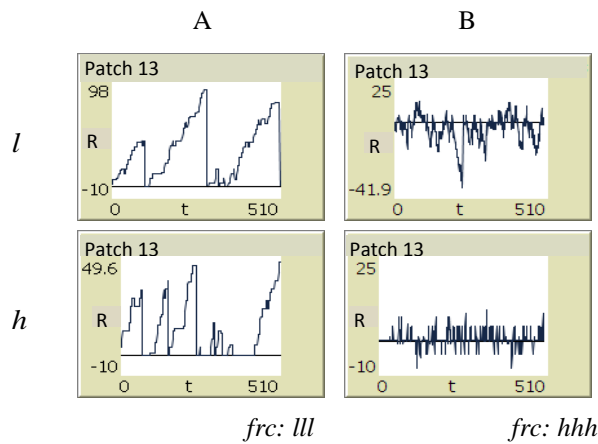 A B
l
Patch 13
98
R
-10
0 t 510
Patch 13
25
R
-41.9
0 t 510
h
Patch 13
49.6
R
-10
0 t 510
Patch 13
25
R
-10
0 t 510
frc: lll frc: hhh